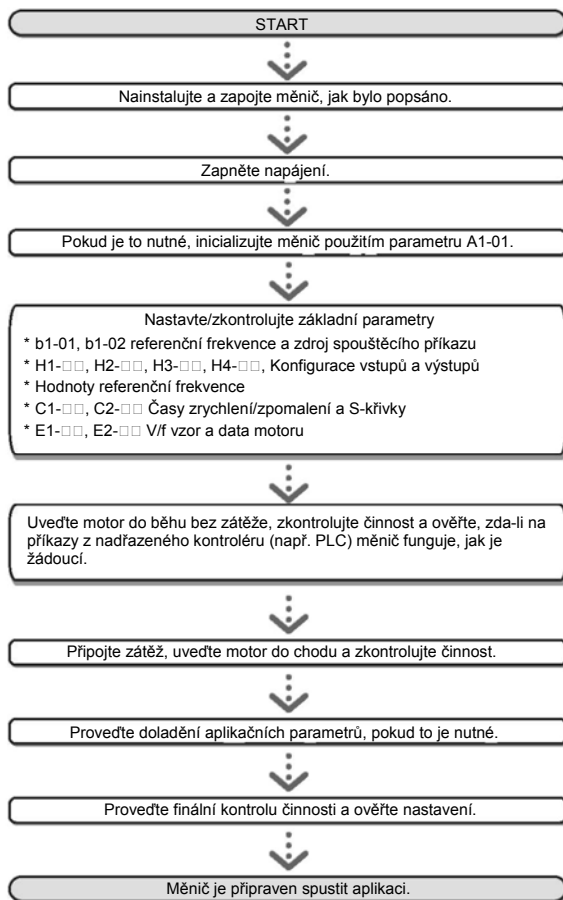 START
Nainstalujte a zapojte měnič, jak bylo popsáno.
Zapněte napájení.
Pokud je to nutné, inicializujte měnič použitím parametru A1-01.
Nastavte/zkontrolujte základní parametry
* b1-01, b1-02 referenční frekvence a zdroj spouštěcího příkazu
* H1-□□, H2-□□, H3-□□, H4-□□, Konfigurace vstupů a výstupů
* Hodnoty referenční frekvence
* C1-□□, C2-□□ Časy zrychlení/zpomalení a S-křivky
* E1-□□, E2-□□ V/f vzor a data motoru
Uveďte motor do běhu bez zátěže, zkontrolujte činnost a ověřte, zda-li na
příkazy z nadřazeného kontroléru (např. PLC) měnič funguje, jak je
žádoucí.
Připojte zátěž, uveďte motor do chodu a zkontrolujte činnost.
Proveďte doladění aplikačních parametrů, pokud to je nutné.
Proveďte finální kontrolu činnosti a ověřte nastavení.
Měnič je připraven spustit aplikaci.